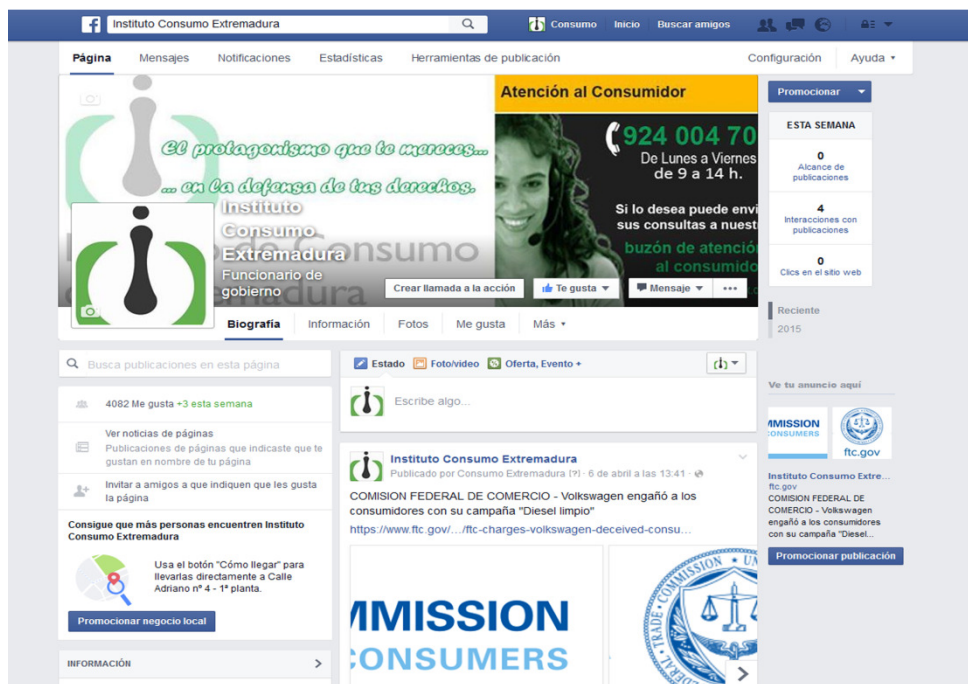 Instituto Consumo Extremadura
Consumo Inicio Buscar amigos
Página Mensajes Notificaciones Estadísticas Herramientas de publicación Configuración Ayuda
El protagonismo que te mereces...
... en la defensa de tus derechos.
Atención al Consumidor
924 004 70
De Lunes a Viernes
de 9 a 14 h.
Si lo desea puede envi
sus consultas a nuest
buzón de atenció
al consumido
Instituto
Consumo
Extremadura
Funcionario de
gobierno
Crear llamada a la acción Te gusta Mensaje
Promocionar
ESTA SEMANA
0
Alcance de
publicaciones
4
Interacciones con
publicaciones
0
Clics en el sitio web
Reciente
2015
Biografía Información Fotos Me gusta Más
Busca publicaciones en esta página
4082 Me gusta +3 esta semana
Ver noticias de páginas
Publicaciones de páginas que indicaste que te
gustan en nombre de tu página
Invitar a amigos a que indiquen que les gusta
la página
Consigue que más personas encuentren Instituto
Consumo Extremadura
Usa el botón "Cómo llegar" para
llevarlas directamente a Calle
Adriano nº 4 - 1ª planta.
Promocionar negocio local
INFORMACIÓN
Estado Foto/video Oferta, Evento +
Escribe algo...
Instituto Consumo Extremadura
Publicado por Consumo Extremadura [?] · 6 de abril a las 13:41 ·
COMISION FEDERAL DE COMERCIO - Volkswagen engañó a los
consumidores con su campaña "Diesel limpio"
https://www.ftc.gov/.../ftc-charges-volkswagen-deceived-consu...
MMISSION
CONSUMERS
TRADE COMMISSION
Ve tu anuncio aquí
MMISSION
CONSUMERS
ftc.gov
Instituto Consumo Extre...
ftc.gov
COMISION FEDERAL DE
COMERCIO - Volkswagen
engañó a los consumidores
con su campaña "Diesel...
Promocionar publicación